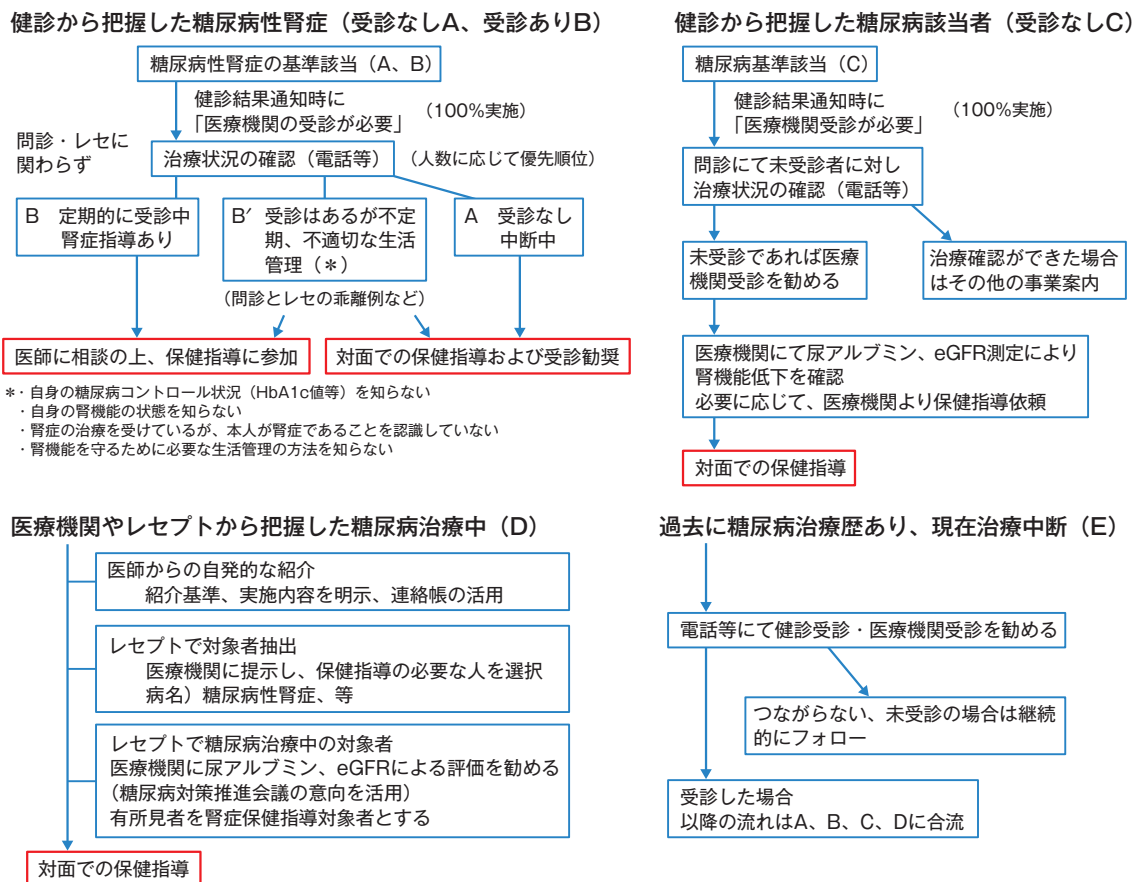 健診から把握した糖尿病性腎症（受診なしA、受診ありB）
糖尿病性腎症の基準該当（A、B）
健診結果通知時に
「医療機関の受診が必要」
（100%実施）
問診・レセに
関わらず
治療状況の確認（電話等）
（人数に応じて優先順位）
B　定期的に受診中
腎症指導あり
B′ 受診はあるが不定
期、不適切な生活
管理（＊）
A　受診なし
中断中
（問診とレセの乖離例など）
医師に相談の上、保健指導に参加
対面での保健指導および受診勧奨
＊・自身の糖尿病コントロール状況（HbA1c値等）を知らない
・自身の腎機能の状態を知らない
・腎症の治療を受けているが、本人が腎症であることを認識していない
・腎機能を守るために必要な生活管理の方法を知らない
健診から把握した糖尿病該当者（受診なしC）
糖尿病基準該当（C）
健診結果通知時に
「医療機関受診が必要」
（100%実施）
問診にて未受診者に対し
治療状況の確認（電話等）
未受診であれば医療
機関受診を勧める
治療確認ができた場合
はその他の事業案内
医療機関にて尿アルブミン、eGFR測定により
腎機能低下を確認
必要に応じて、医療機関より保健指導依頼
対面での保健指導
医療機関やレセプトから把握した糖尿病治療中（D）
医師からの自発的な紹介
紹介基準、実施内容を明示、連絡帳の活用
レセプトで対象者抽出
医療機関に提示し、保健指導の必要な人を選択
病名）糖尿病性腎症、等
レセプトで糖尿病治療中の対象者
医療機関に尿アルブミン、eGFRによる評価を勧める
（糖尿病対策推進会議の意向を活用）
有所見者を腎症保健指導対象者とする
対面での保健指導
過去に糖尿病治療歴あり、現在治療中断（E）
電話等にて健診受診・医療機関受診を勧める
つながらない、未受診の場合は継続
的にフォロー
受診した場合
以降の流れはA、B、C、Dに合流